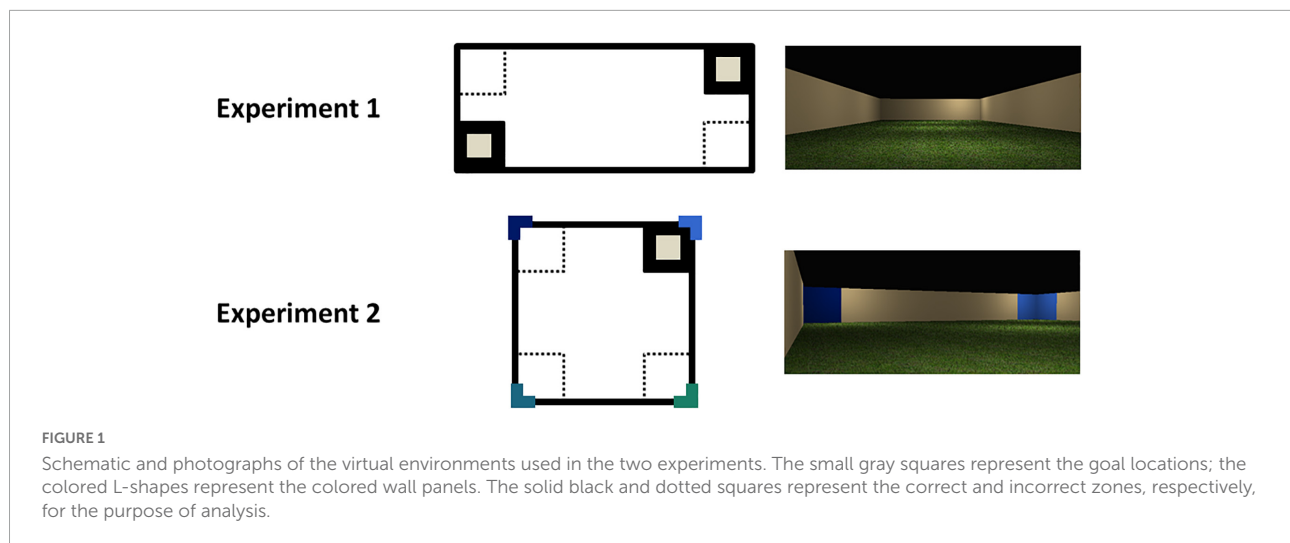 Experiment 1
Experiment 2
FIGURE 1
Schematic and photographs of the virtual environments used in the two experiments. The small gray squares represent the goal locations; the
colored L-shapes represent the colored wall panels. The solid black and dotted squares represent the correct and incorrect zones, respectively,
for the purpose of analysis.